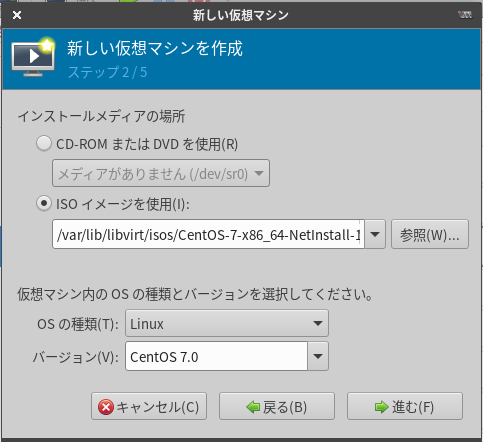 新しい仮想マシン
新しい仮想マシンを作成
ステップ 2 / 5
インストールメディアの場所
CD-ROM または DVD を使用(R)
メディアがありません (/dev/sr0)
ISO イメージを使用(I):
/var/lib/libvirt/isos/CentOS-7-x86_64-NetInstall-1
参照(W)...
仮想マシン内の OS の種類とバージョンを選択してください。
OS の種類(T): Linux
バージョン(V): CentOS 7.0
キャンセル(C) 戻る(B) 進む(F)